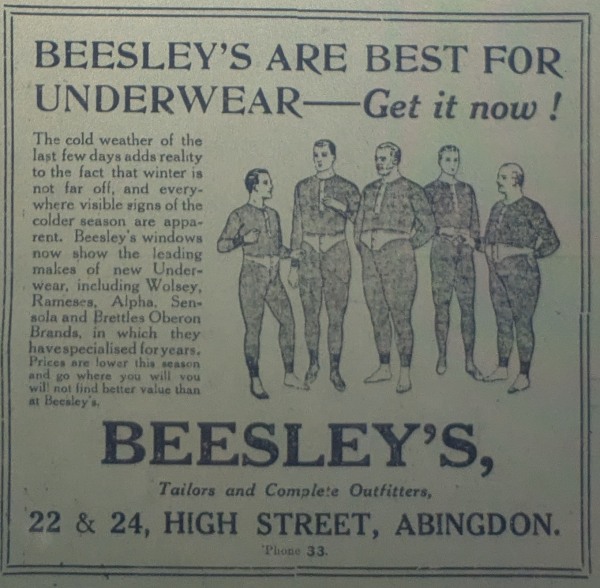 BEESLEY'S ARE BEST FOR
UNDERWEAR—Get it now !
The cold weather of the
last few days adds reality
to the fact that winter is
not far off, and every-
where visible signs of the
colder season are appa-
rent. Beesley's windows
now show the leading
makes of new Under-
wear, including Wolsey,
Rameses, Alpha, Sen-
sola and Brettles Oberon
Brands, in which they
have specialised for years.
Prices are lower this season
and go where you will you
will not find better value than
at Beesley's.
BEESLEY'S,
Tailors and Complete Outfitters,
22 & 24, HIGH STREET, ABINGDON.
'Phone 33.